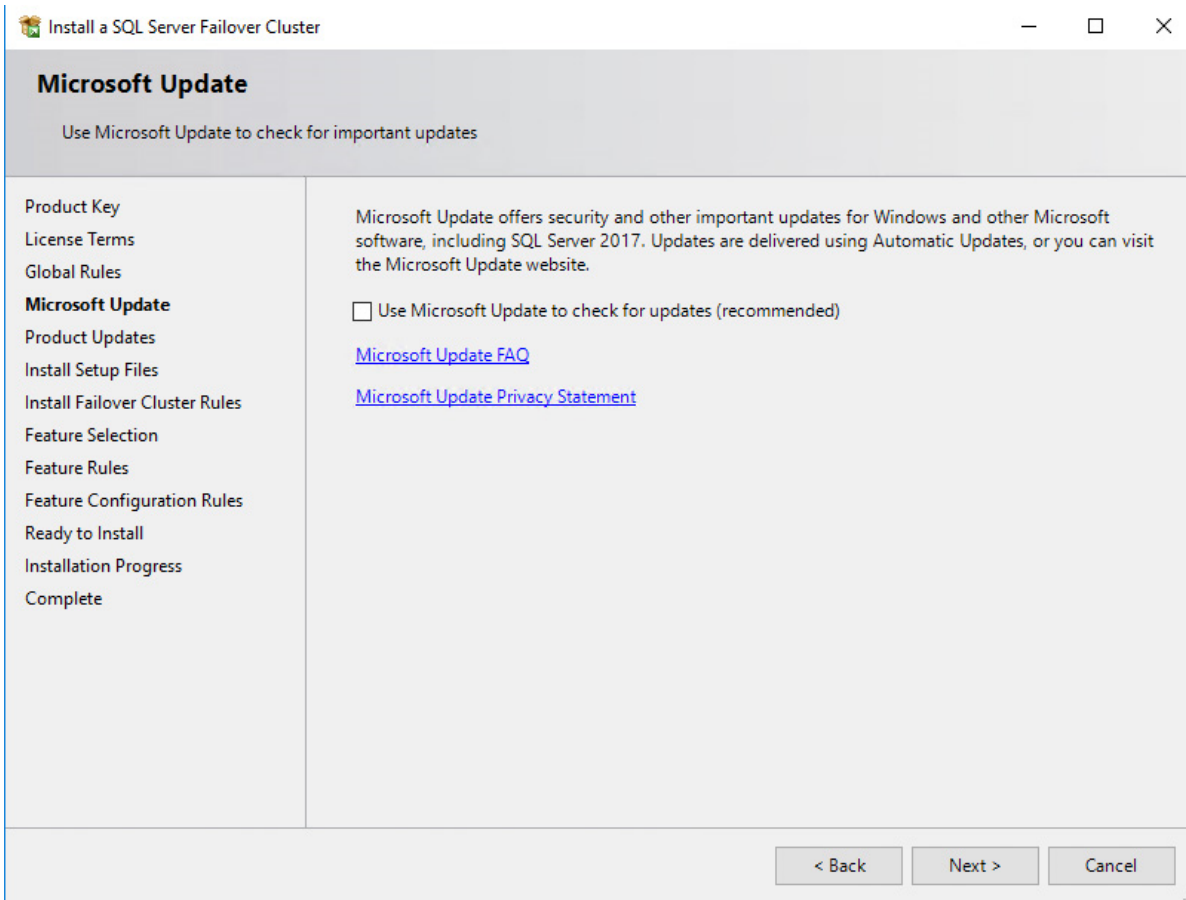 Install a SQL Server Failover Cluster
Microsoft Update
Use Microsoft Update to check for important updates
Product Key
License Terms
Global Rules
Microsoft Update
Product Updates
Install Setup Files
Install Failover Cluster Rules
Feature Selection
Feature Rules
Feature Configuration Rules
Ready to Install
Installation Progress
Complete
Microsoft Update offers security and other important updates for Windows and other Microsoft
software, including SQL Server 2017. Updates are delivered using Automatic Updates, or you can visit
the Microsoft Update website.
Use Microsoft Update to check for updates (recommended)
Microsoft Update FAQ
Microsoft Update Privacy Statement
< Back Next > Cancel